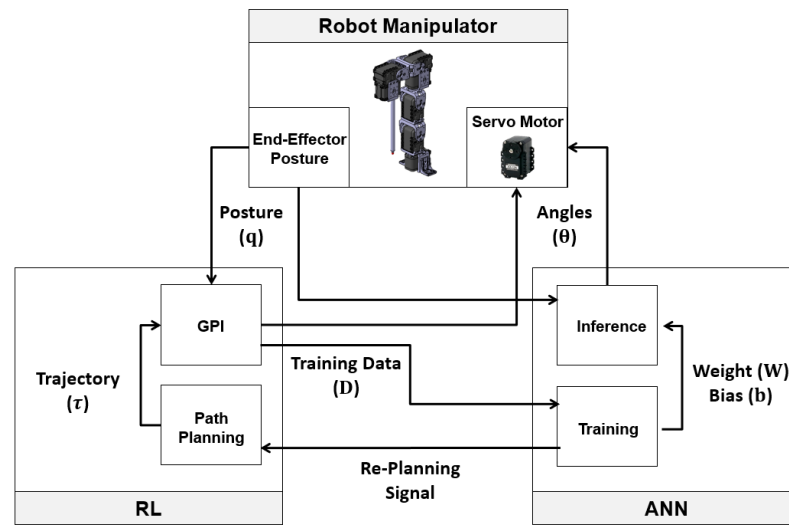 Robot Manipulator
End-Effector
Posture
Servo Motor
Posture
(q)
Angles
(θ)
GPI
Inference
Trajectory
(τ)
Training Data
(D)
Weight (W)
Bias (b)
Path
Planning
Training
Re-Planning
Signal
RL
ANN